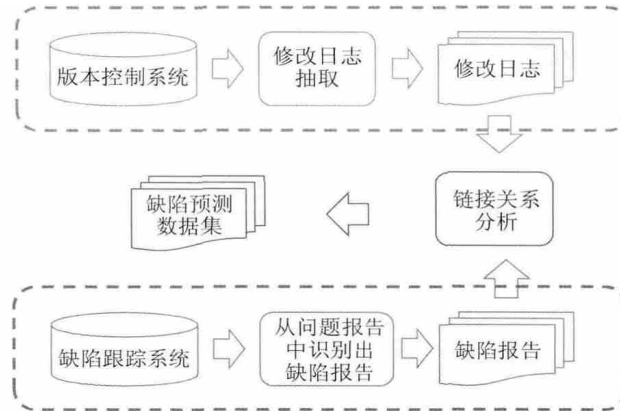 版本控制系统
修改日志
抽取
修改日志
缺陷预测
数据集
链接关系
分析
缺陷跟踪系统
从问题报告
中识别出
缺陷报告
缺陷报告